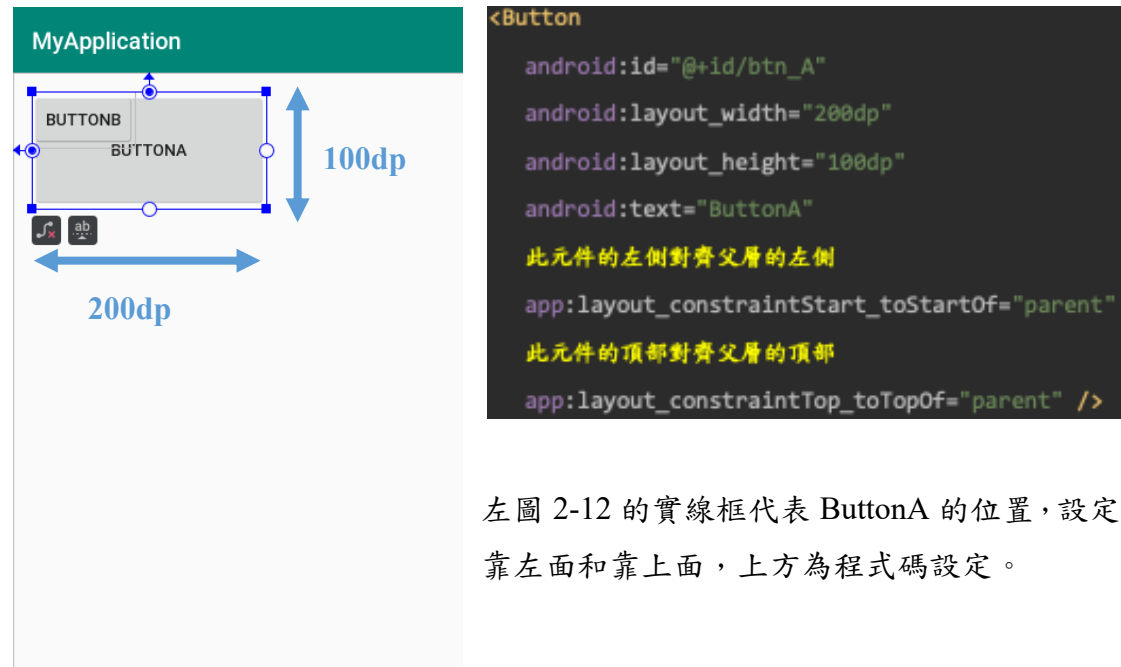 MyApplication
BUTTONB
BUTTONA
100dp
ab
200dp
<Button
android:id="@+id/btn_A"
android:layout_width="200dp"
android:layout_height="100dp"
android:text="ButtonA"
此元件的左側對齊父層的左側
app:layout_constraintStart_toStartOf="parent"
此元件的頂部對齊父層的頂部
app:layout_constraintTop_toTopOf="parent" />
左圖 2-12 的實線框代表 ButtonA 的位置，設定
靠左面和靠上面，上方為程式碼設定。